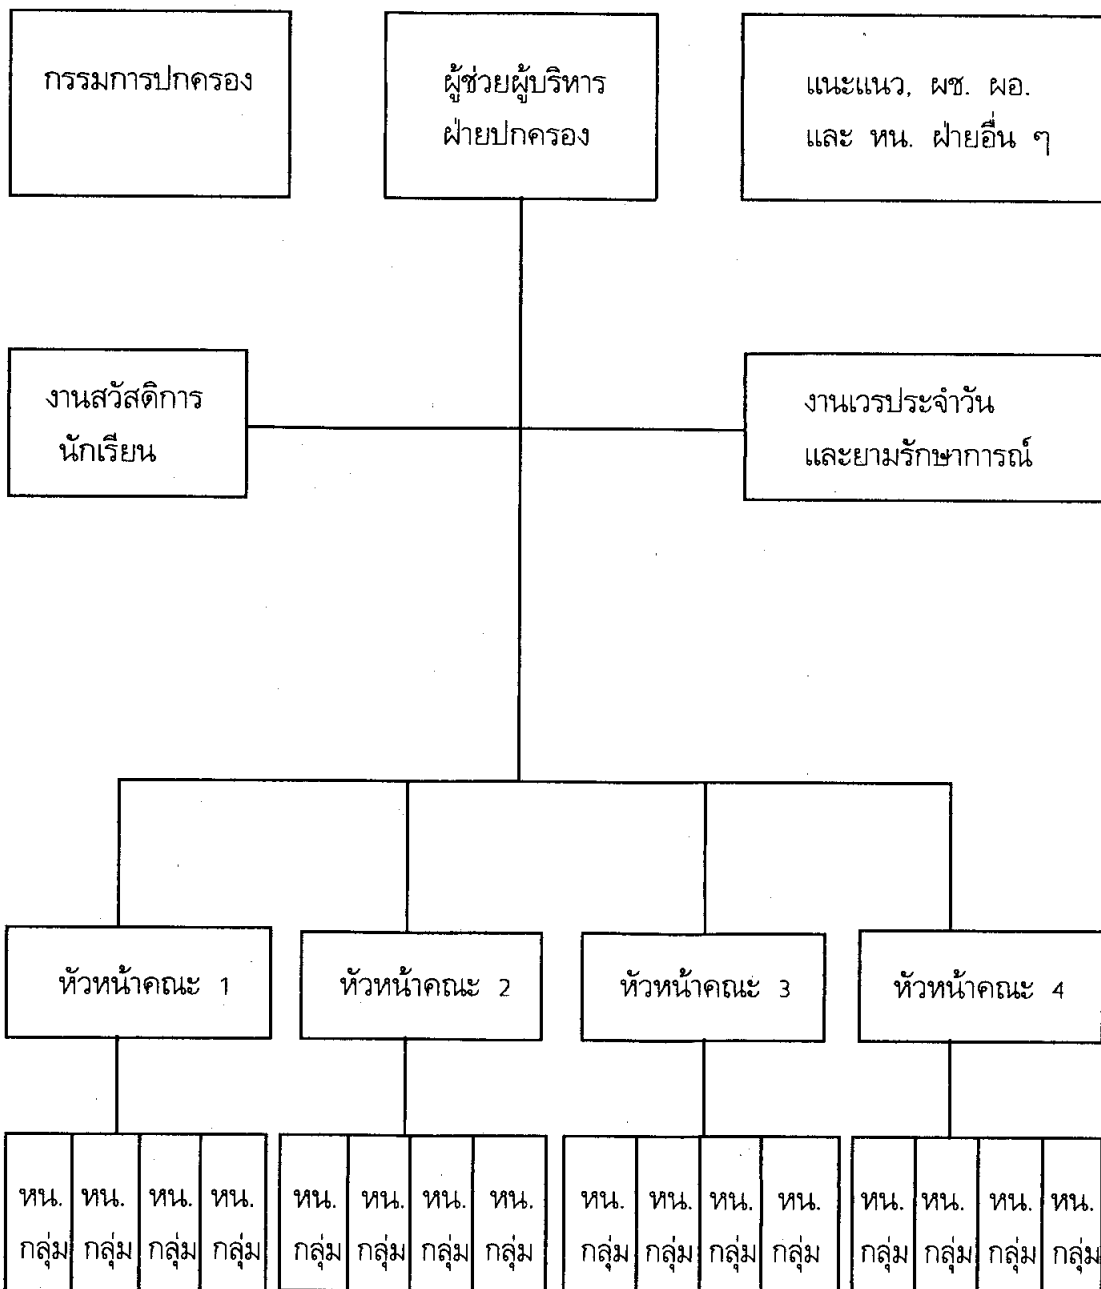 กรรมการปกครอง
ผู้ช่วยผู้บริหาร
ฝ่ายปกครอง
แนะแนว, ผช. ผอ.
และ หน. ฝ่ายอื่น ๆ
งานสวัสดิการ
นักเรียน
งานเวรประจำวัน
และยามรักษาการณ์
หัวหน้าคณะ 1
หัวหน้าคณะ 2
หัวหน้าคณะ 3
หัวหน้าคณะ 4
หน. หน. หน. หน. หน. หน. หน. หน. หน. หน. หน. หน. หน. หน. หน. หน.
กลุ่ม กลุ่ม กลุ่ม กลุ่ม กลุ่ม กลุ่ม กลุ่ม กลุ่ม กลุ่ม กลุ่ม กลุ่ม กลุ่ม กลุ่ม กลุ่ม กลุ่ม กลุ่ม